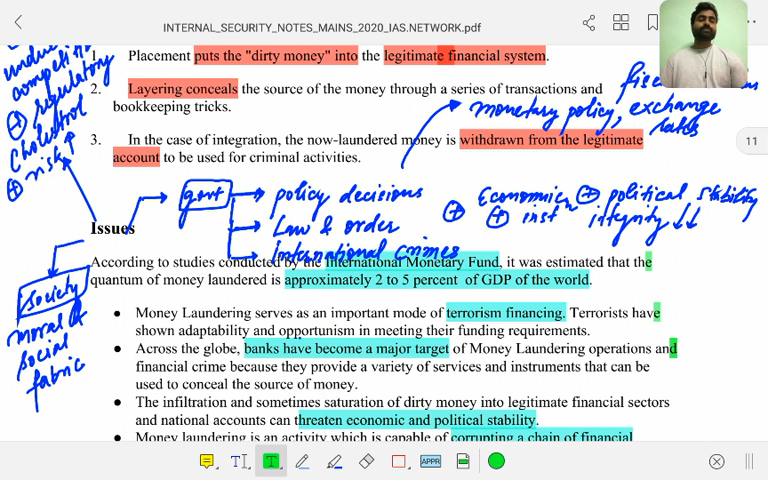 INTERNAL_SECURITY_NOTES_MAINS_2020_IAS.NETWORK.pdf
1. Placement puts the "dirty money" into the legitimate financial system.
2. Layering conceals the source of the money through a series of transactions and
bookkeeping tricks.
monetary policy, exchange
rates
3. In the case of integration, the now-laundered money is withdrawn from the legitimate
account to be used for criminal activities.
11
regulatory
risk ↑
govt
policy decisions
Law & order
international crimes
⊕ Economic ⊕ political stability
⊕ inst~ integrity ↓↓
Issues
According to studies conducted by the International Monetary Fund, it was estimated that the
quantum of money laundered is approximately 2 to 5 percent of GDP of the world.
society
moral &
social
fabric
• Money Laundering serves as an important mode of terrorism financing. Terrorists have
shown adaptability and opportunism in meeting their funding requirements.
• Across the globe, banks have become a major target of Money Laundering operations and
financial crime because they provide a variety of services and instruments that can be
used to conceal the source of money.
• The infiltration and sometimes saturation of dirty money into legitimate financial sectors
and national accounts can threaten economic and political stability.
• Money laundering is an activity which is capable of corrupting a chain of financial
APPR